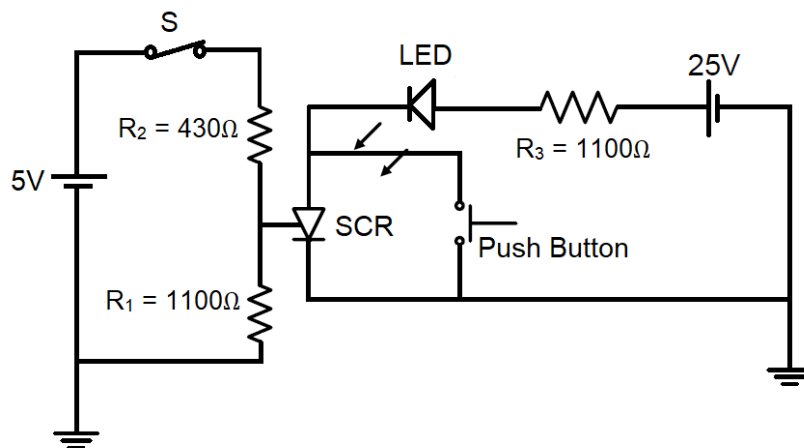 S
LED
25V
R₂ = 430Ω
R₃ = 1100Ω
5V
SCR
Push Button
R₁ = 1100Ω